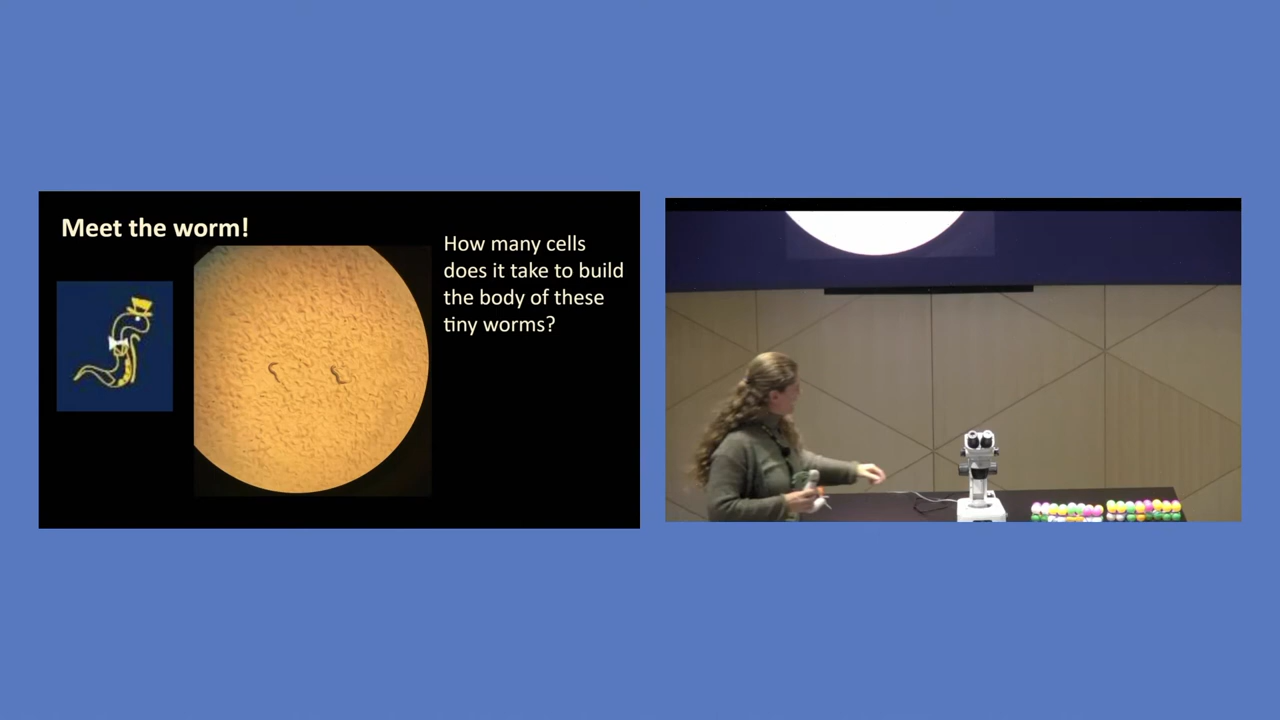 Meet the worm!
How many cells
does it take to build
the body of these
tiny worms?